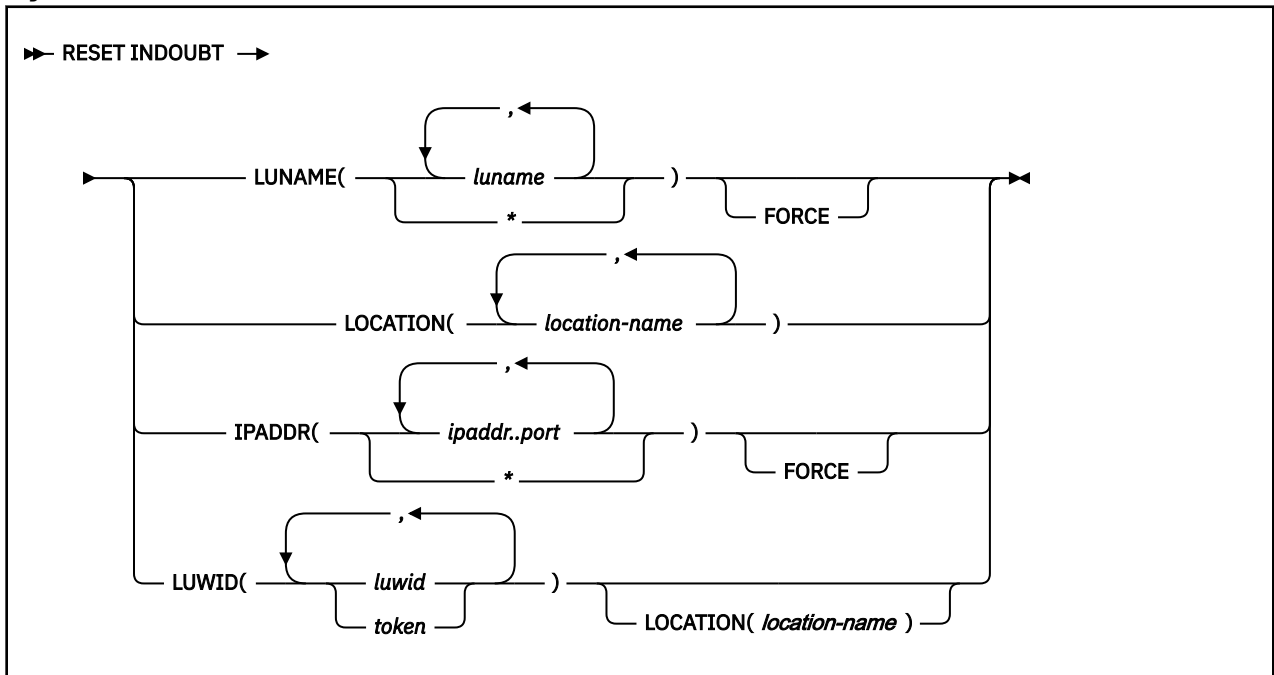 RESET INDOUBT
,
LUNAME( luname )
* FORCE
,
LOCATION( location-name )
,
IPADDR( ipaddr..port )
* FORCE
,
LUWID( luwid )
token LOCATION( location-name )